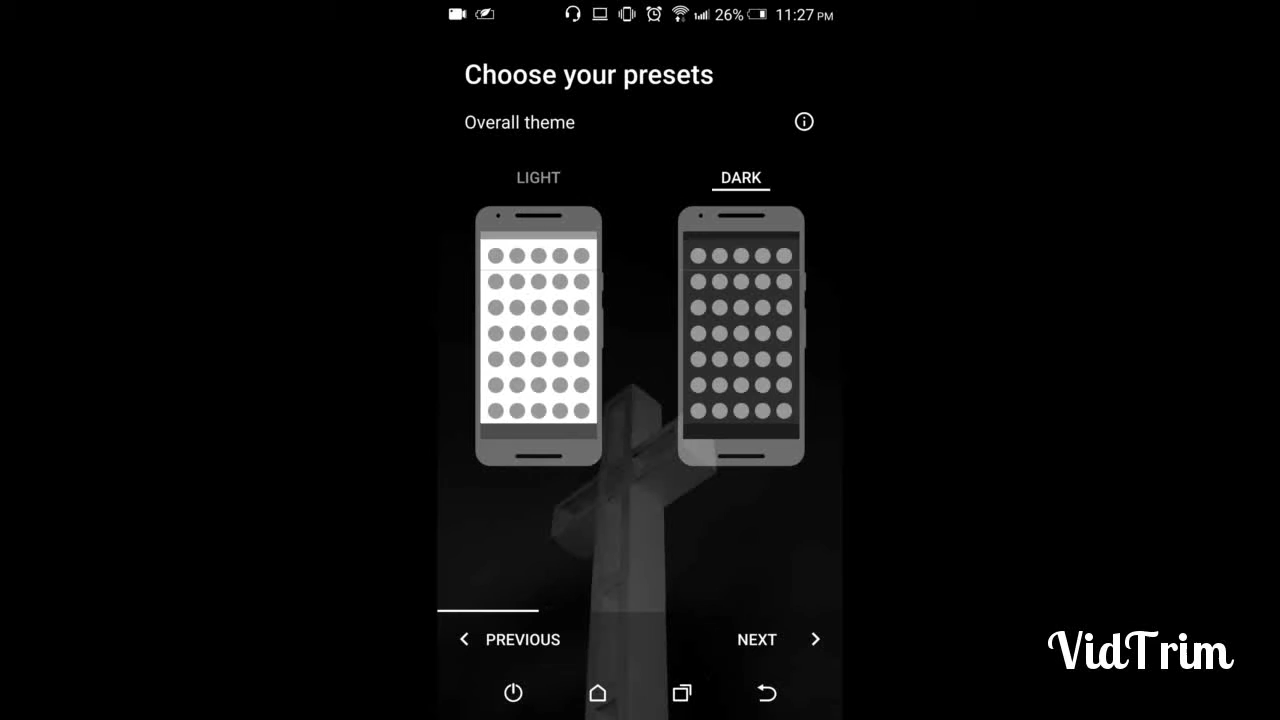 26% 11:27 PM
Choose your presets
Overall theme
LIGHT DARK
PREVIOUS NEXT
VidTrim